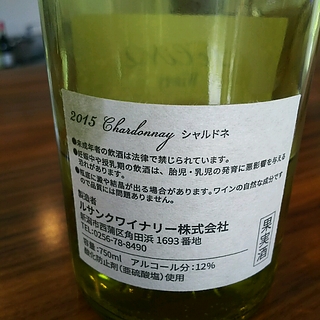 2015 Chardonnay シャルドネ
●未成年者の飲酒は法律で禁じられています。
●妊娠中や授乳期の飲酒は、胎児・乳児の発育に悪影響を与える
恐れがあります。
●瓶底に澱や結晶が出る場合があります。ワインの自然な成分です
ので品質には問題ありません。
製造者
ルサンクワイナリー株式会社
新潟市西蒲区角田浜 1693 番地
TEL:0256-78-8490
容量:750ml アルコール分:12%
酸化防止剤(亜硫酸塩)使用
果実酒